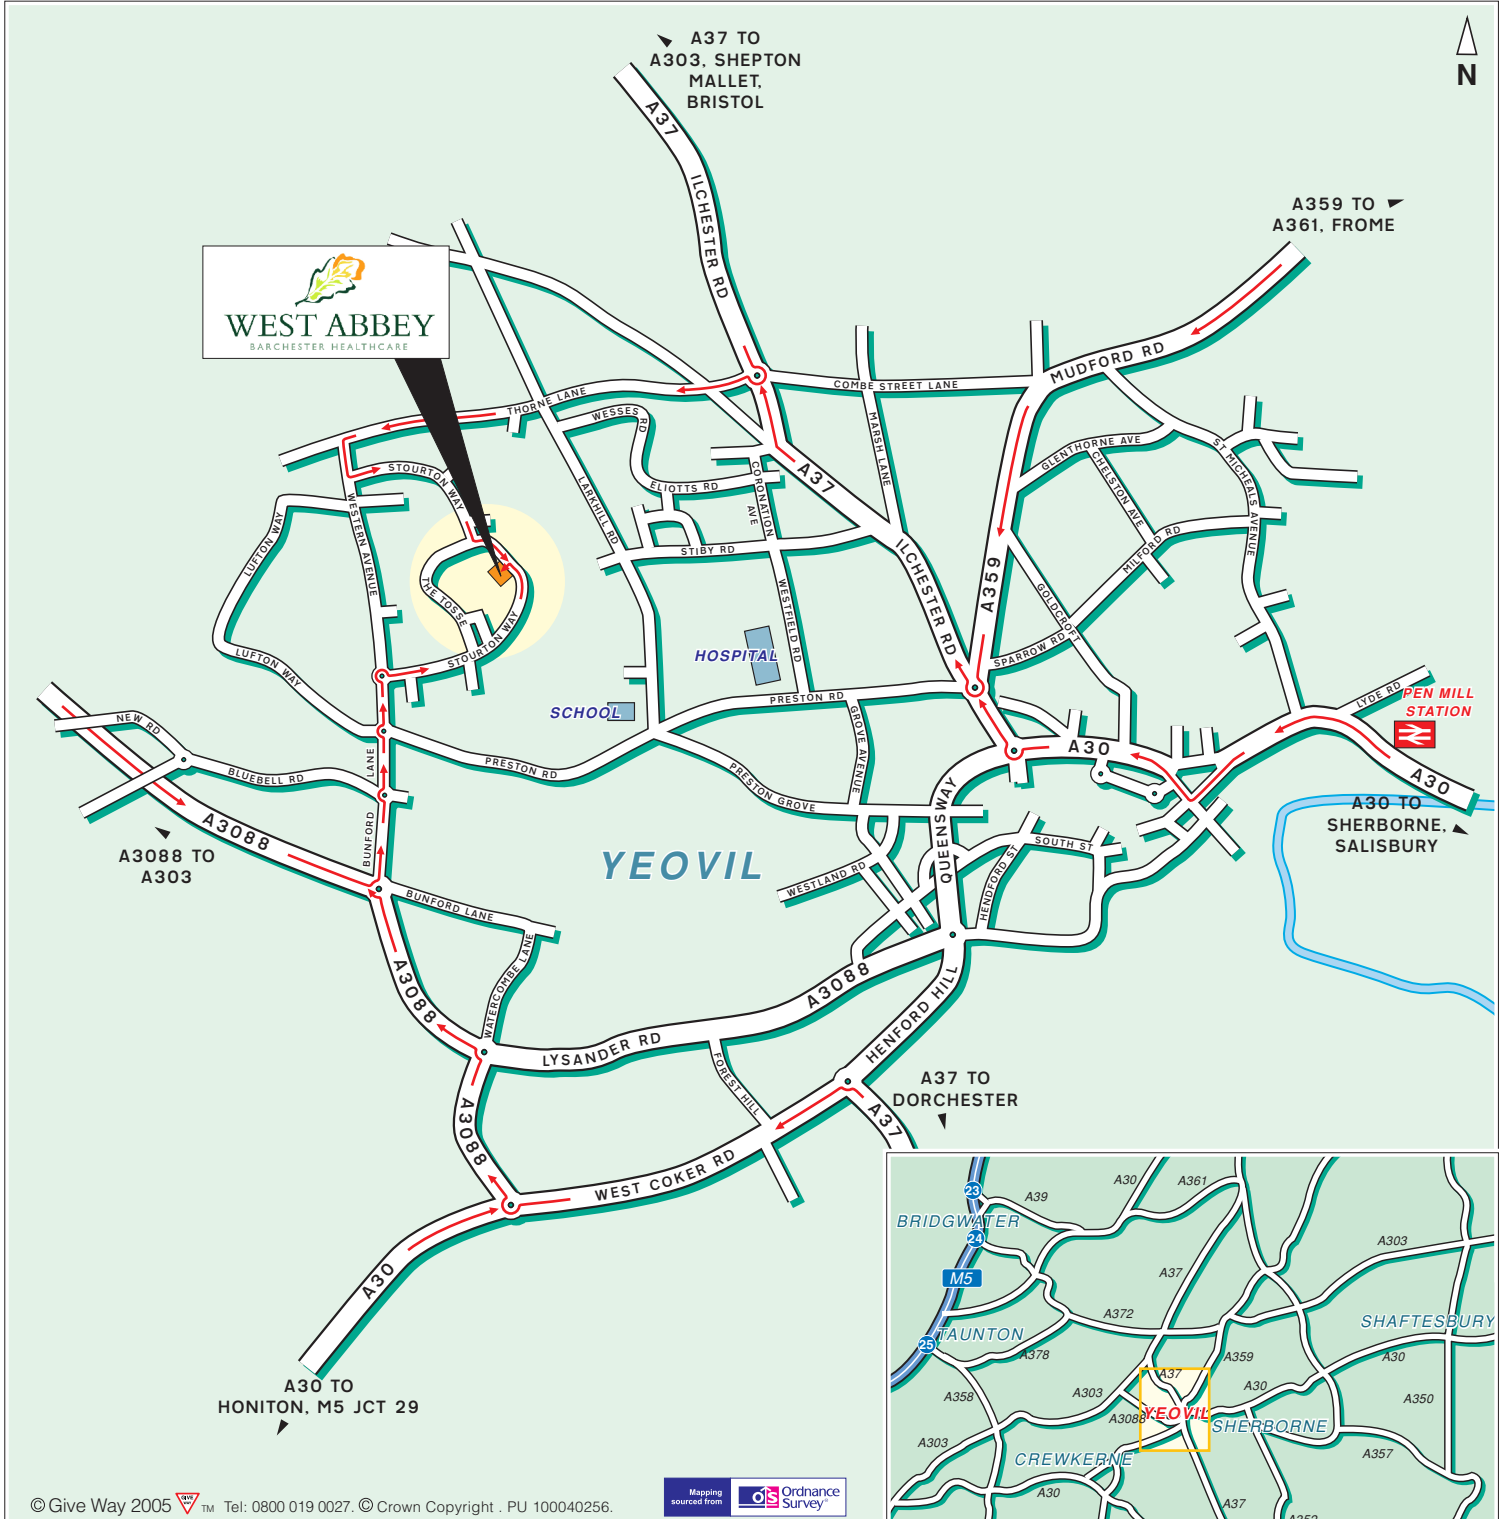 A37 TO
A303, SHEPTON
MALLET,
BRISTOL
N
A37
ILCHESTER RD
A359 TO
A361, FROME
WEST ABBEY
BARCHESTER HEALTHCARE
MUDFORD RD
COMBE STREET LANE
THORNE LANE
WESSES RD
MARSH LANE
GLENTHORNE AVE
ST MICHEALS AVENUE
CHELSTON AVE
STOURTON WAY
LARKHILL RD
ELIOTTS RD
CORONATION AVE
A37
MILFORD RD
WESTERN AVENUE
LUFTON WAY
STIBY RD
ILCHESTER RD
A359
GOLDCROFT
THE TOSSE
WESTFIELD RD
SPARROW RD
HOSPITAL
STOURTON WAY
LUFTON WAY
PRESTON RD
SCHOOL
LYDE RD
PEN MILL
STATION
NEW RD
GROVE AVENUE
A30
BLUEBELL RD
LANE
PRESTON RD
PRESTON GROVE
QUEENSWAY
A30
A30 TO
SHERBORNE,
SALISBURY
A3088
BUNFORD
A3088 TO
A303
YEOVIL
SOUTH ST
WESTLAND RD
HENDFORD ST
BUNFORD LANE
WATERCOMBE LANE
A3088
A3088
HENFORD HILL
LYSANDER RD
FOREST HILL
A37 TO
DORCHESTER
A37
A3088
WEST COKER RD
A30
A30 TO
HONITON, M5 JCT 29
23
A39
A30
A361
BRIDGWATER
24
A303
M5
A37
A372
SHAFTESBURY
25
TAUNTON
A378
A359
A30
A37
A358
A303
A30
A350
A3088
YEOVIL
SHERBORNE
A303
CREWKERNE
A357
A30
A37
A352
© Give Way 2005 GIVE WAY TM Tel: 0800 019 0027. © Crown Copyright . PU 100040256.
Mapping
sourced from
OS Ordnance
Survey®